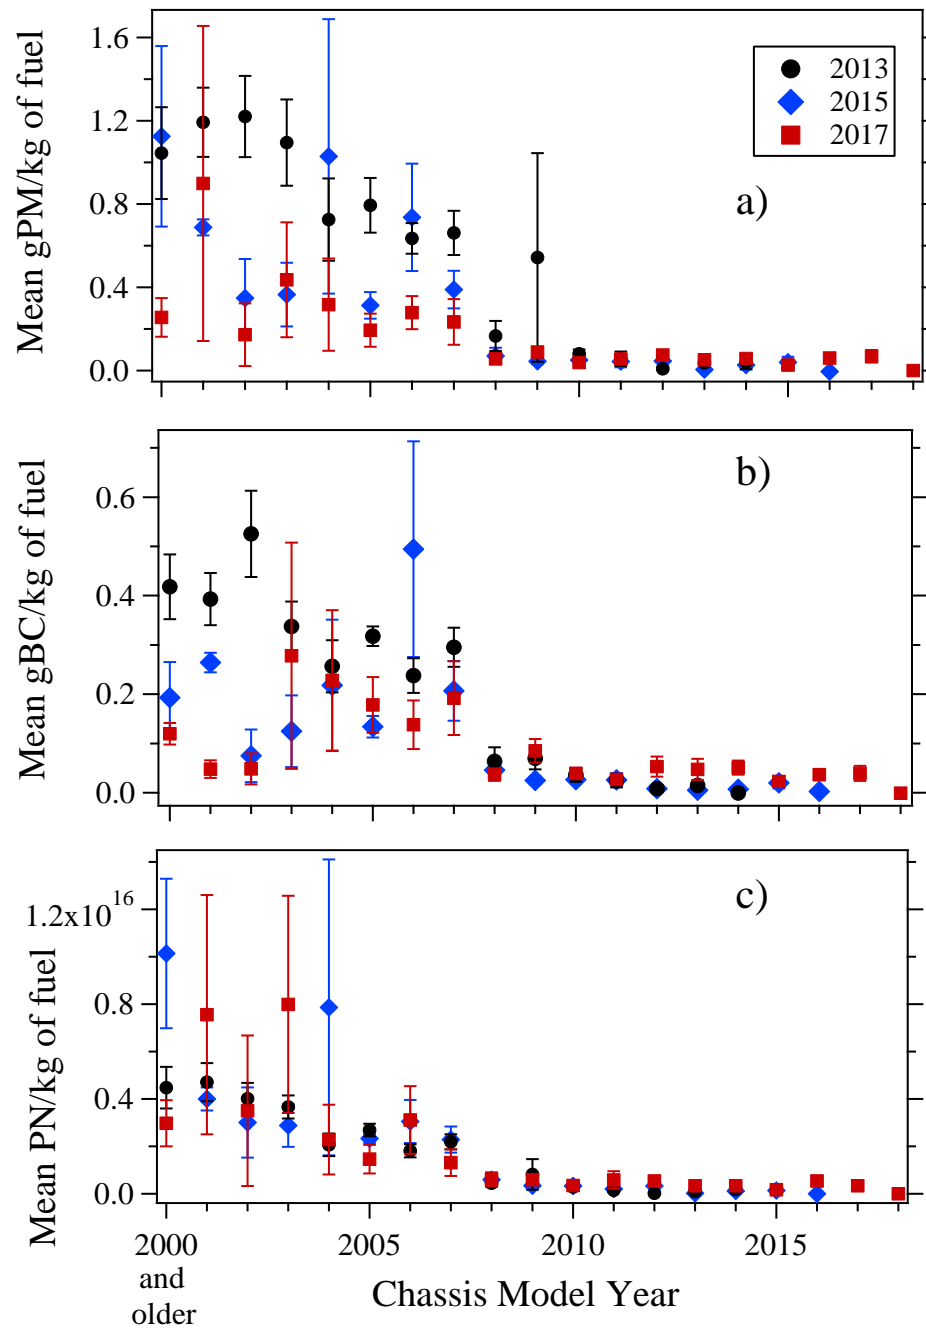 1.6
1.2
0.8
0.4
0.0
Mean gPM/kg of fuel
2013
2015
2017
a)
0.6
0.4
0.2
0.0
Mean gBC/kg of fuel
b)
1.2x10^16
0.8
0.4
0.0
Mean PN/kg of fuel
c)
2000 2005 2010 2015
and
older
Chassis Model Year